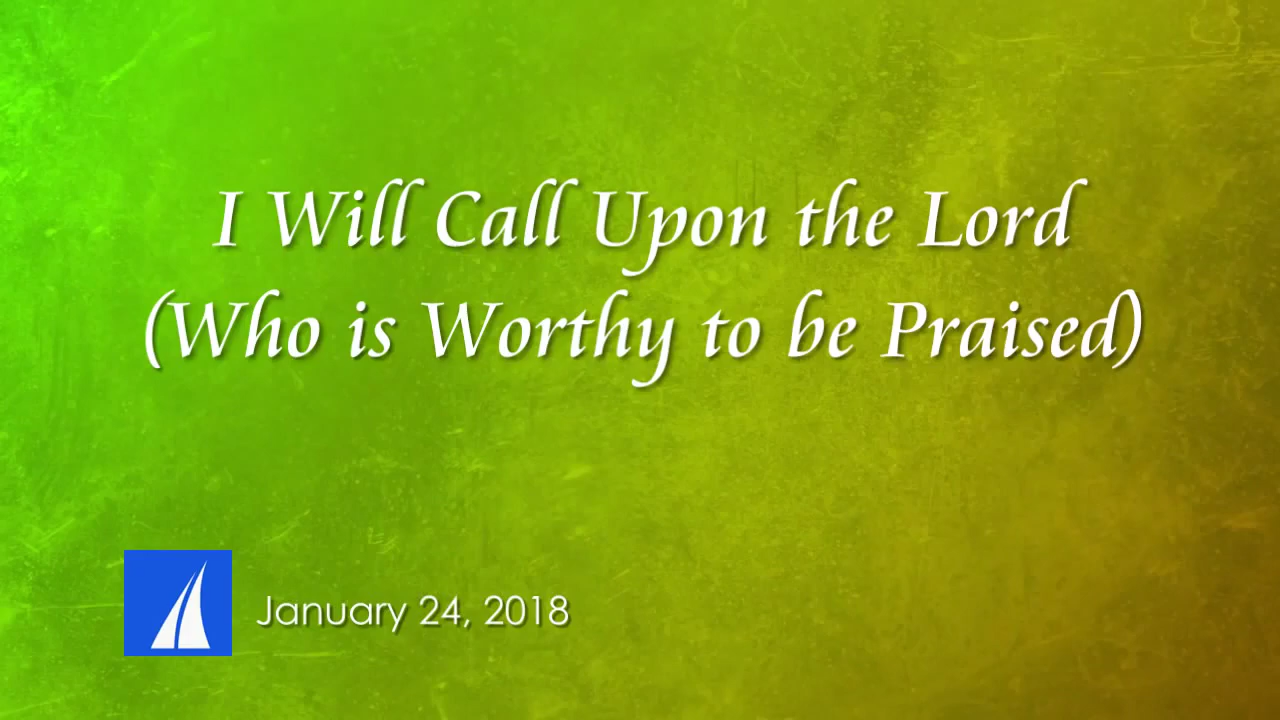 I Will Call Upon the Lord
(Who is Worthy to be Praised)
January 24, 2018